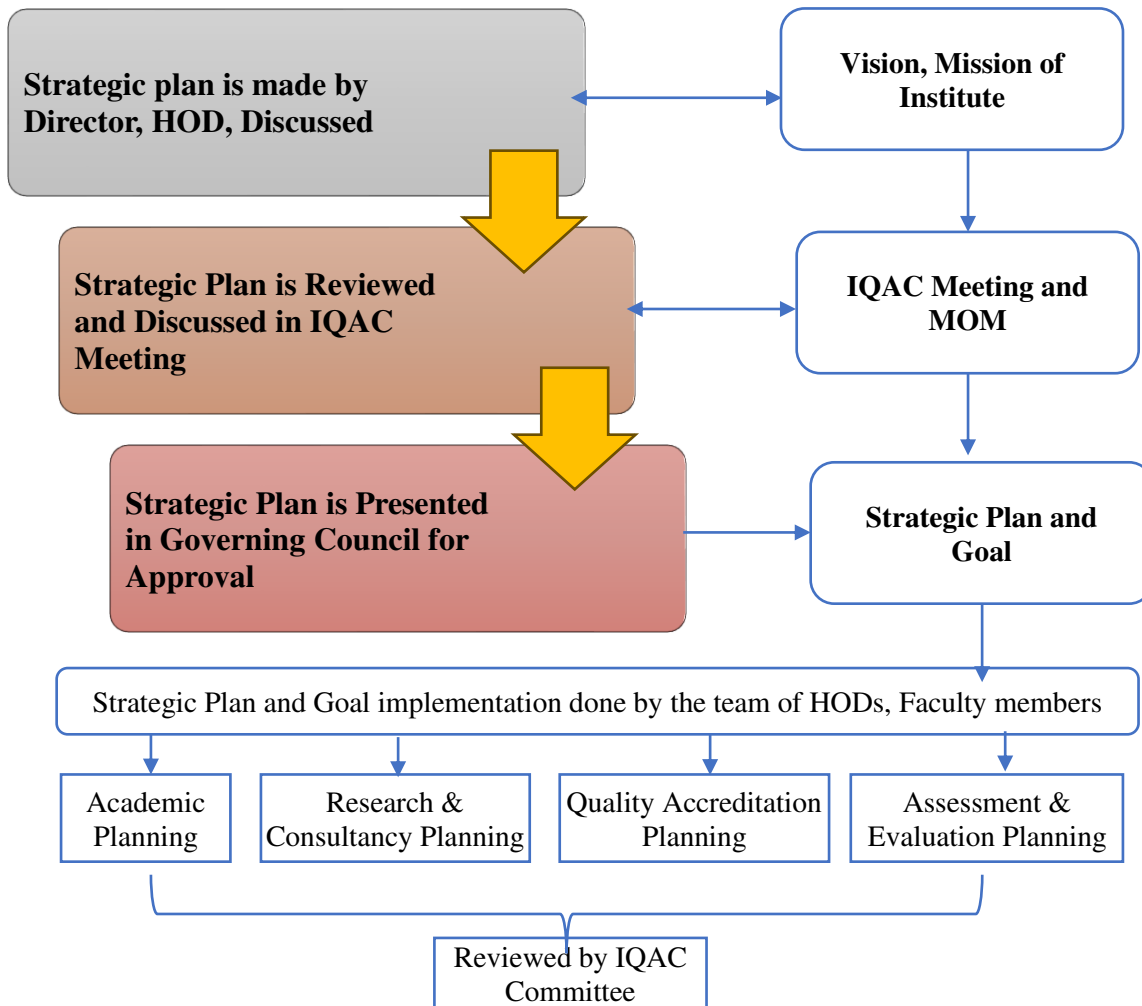 Strategic plan is made by
Director, HOD, Discussed
Vision, Mission of
Institute
Strategic Plan is Reviewed
and Discussed in IQAC
Meeting
IQAC Meeting and
MOM
Strategic Plan is Presented
in Governing Council for
Approval
Strategic Plan and
Goal
Strategic Plan and Goal implementation done by the team of HODs, Faculty members
Academic
Planning
Research &
Consultancy Planning
Quality Accreditation
Planning
Assessment &
Evaluation Planning
Reviewed by IQAC
Committee